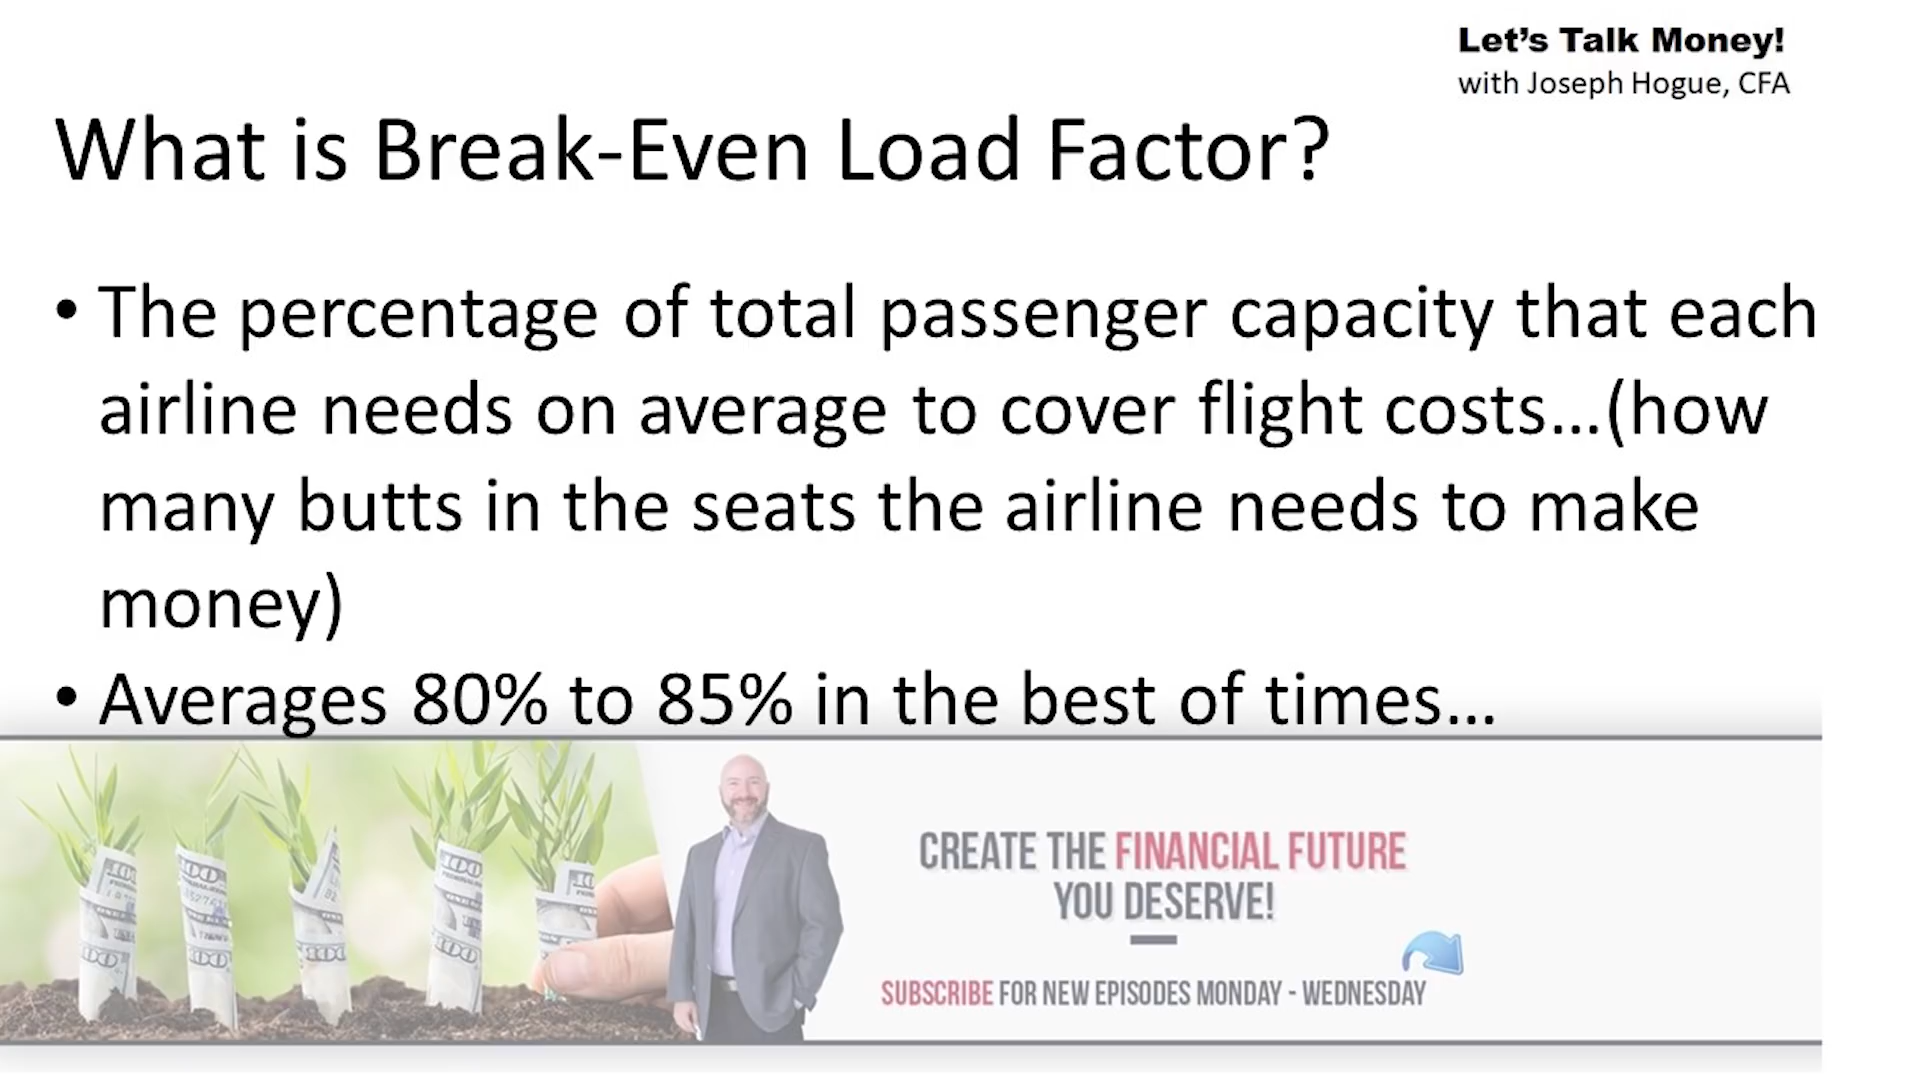 Let's Talk Money!
with Joseph Hogue, CFA
What is Break-Even Load Factor?
• The percentage of total passenger capacity that each
airline needs on average to cover flight costs...(how
many butts in the seats the airline needs to make
money)
• Averages 80% to 85% in the best of times...
CREATE THE FINANCIAL FUTURE
YOU DESERVE!
SUBSCRIBE FOR NEW EPISODES MONDAY - WEDNESDAY